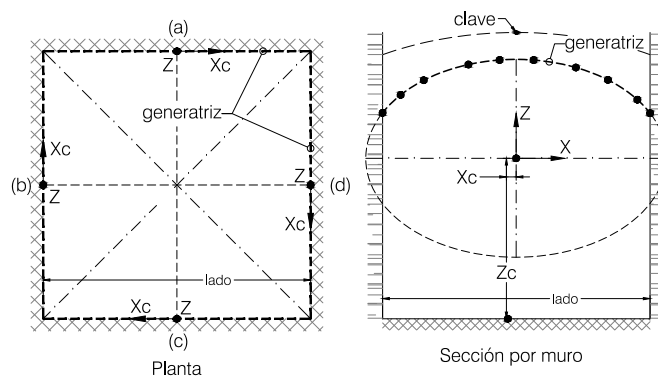 (a)
Z
Xc
generatriz
Xc
(b)
Z
Z
(d)
Xc
lado
Xc
Z
(c)
Planta
clave
generatriz
Z
X
Xc
Zc
lado
Sección por muro